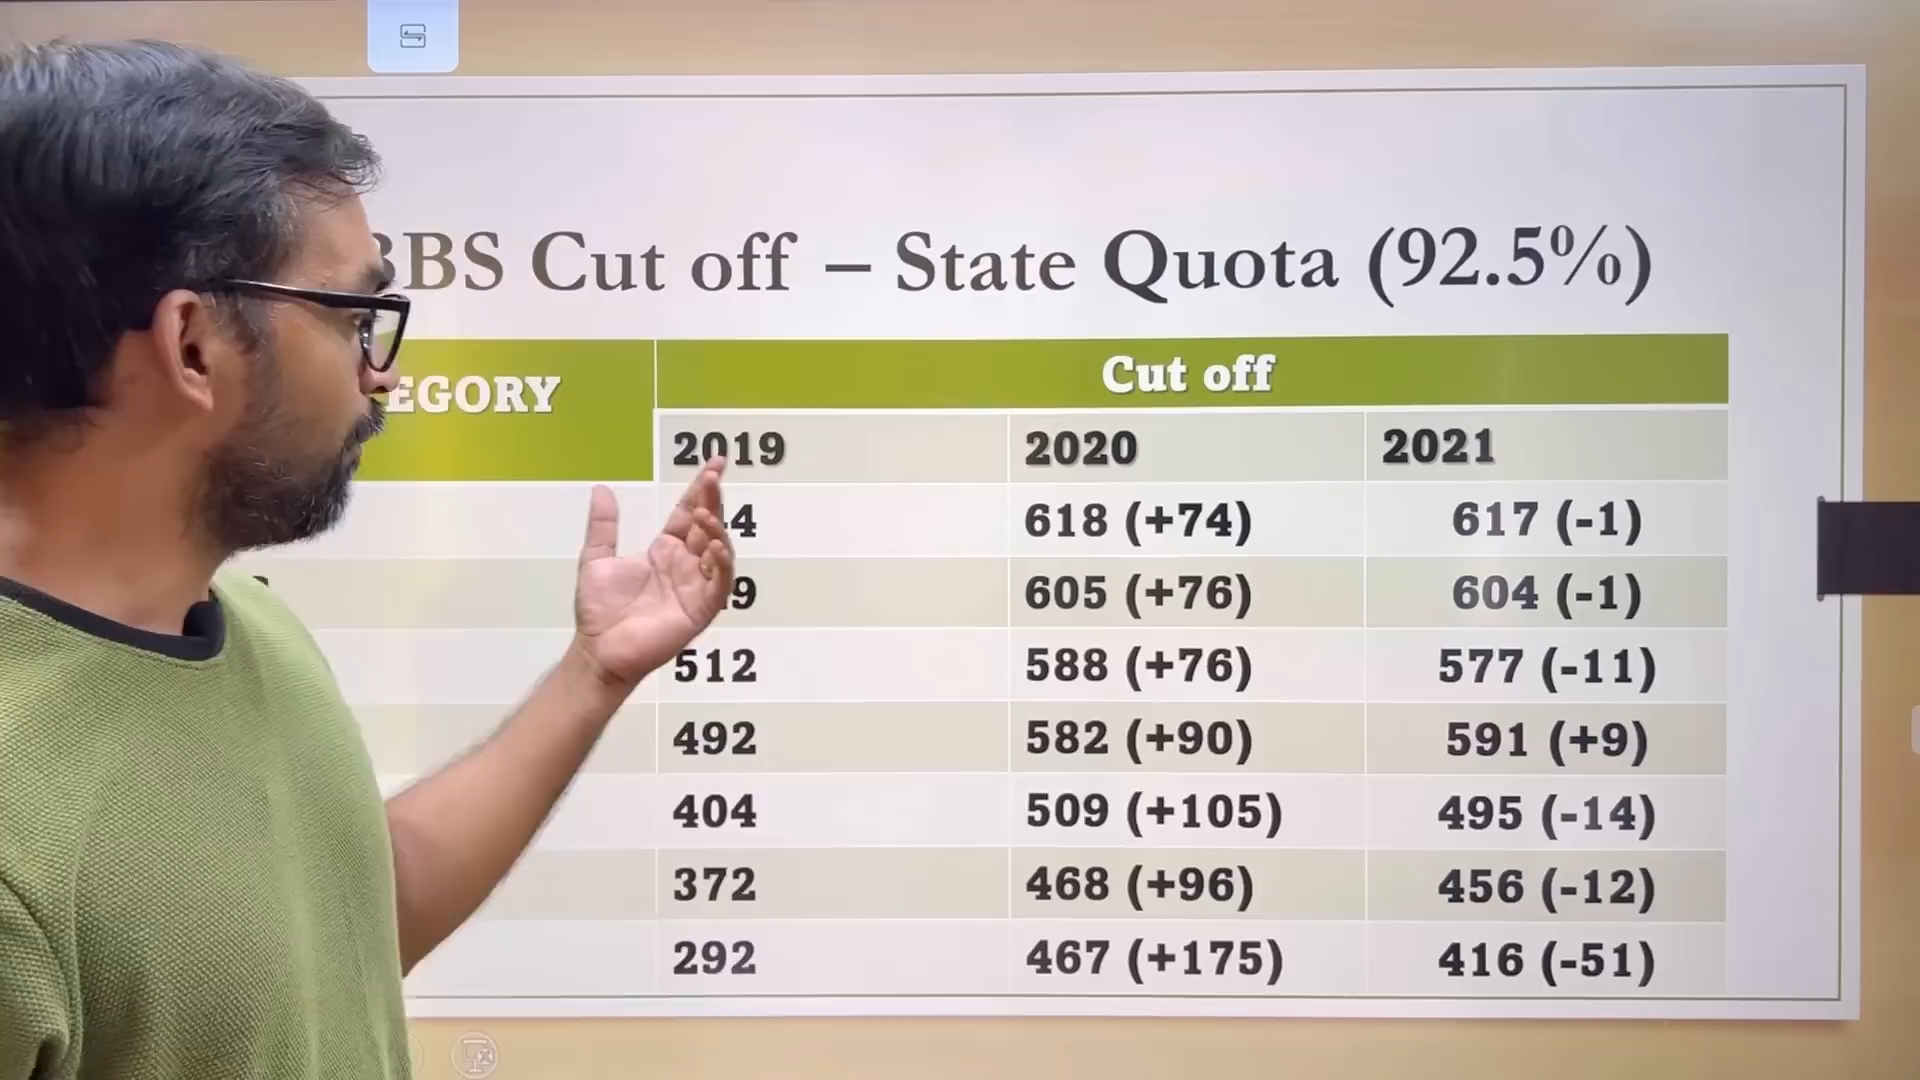 BBS Cut off – State Quota (92.5%)
EGORY Cut off
2019 2020 2021
4 618 (+74) 617 (-1)
9 605 (+76) 604 (-1)
512 588 (+76) 577 (-11)
492 582 (+90) 591 (+9)
404 509 (+105) 495 (-14)
372 468 (+96) 456 (-12)
292 467 (+175) 416 (-51)